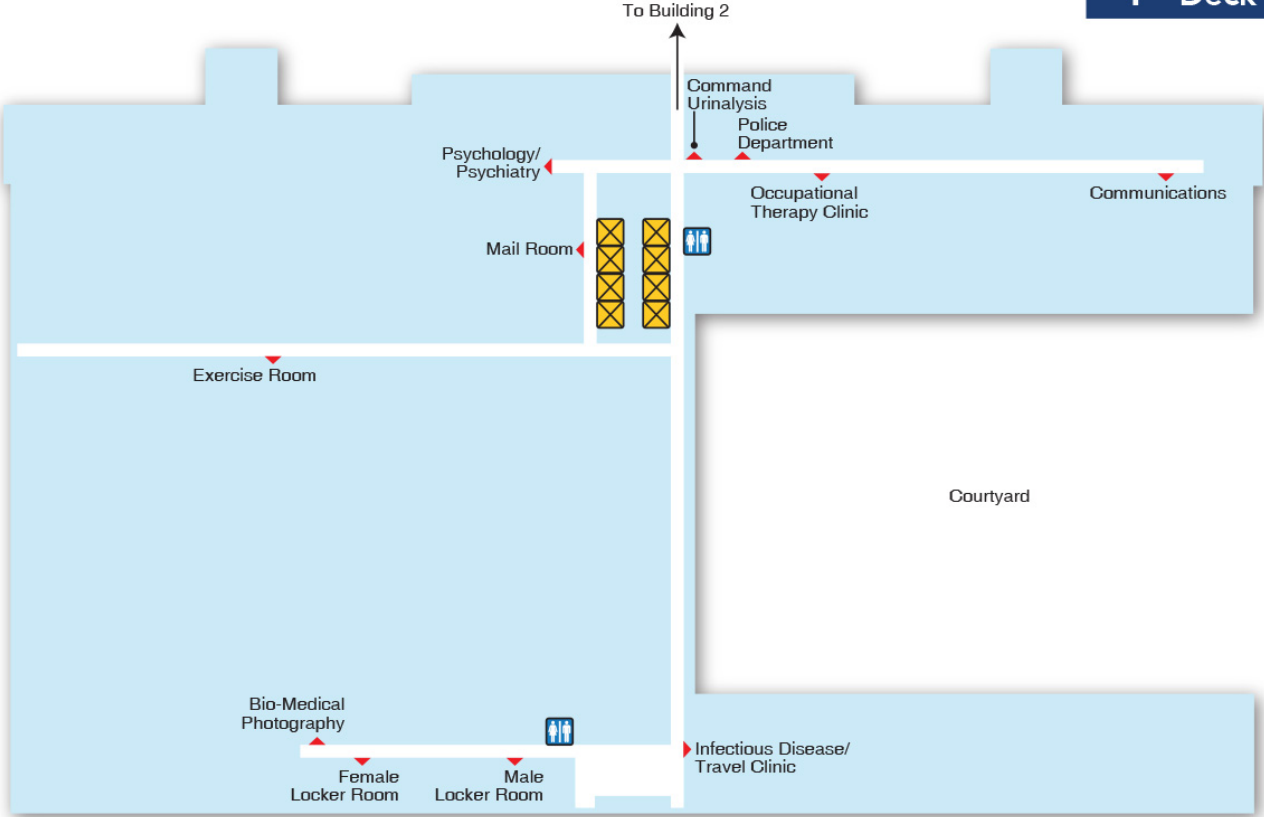 To Building 2
Deck
Command
Urinalysis
Police
Department
Psychology/
Psychiatry
Occupational
Therapy Clinic
Communications
Mail Room
Exercise Room
Courtyard
Bio-Medical
Photography
Infectious Disease/
Travel Clinic
Female
Locker Room
Male
Locker Room